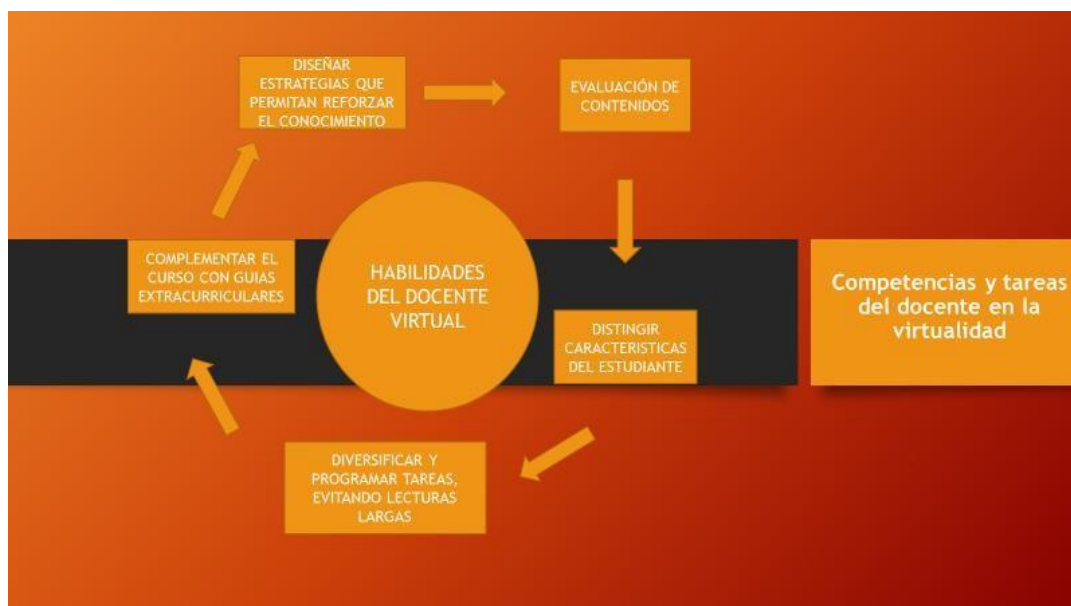 DISEÑAR
ESTRATEGIAS QUE
PERMITAN REFORZAR
EL CONOCIMIENTO
EVALUACIÓN DE
CONTENIDOS
COMPLEMENTAR EL
CURSO CON GUIAS
EXTRACURRICULARES
HABILIDADES
DEL DOCENTE
VIRTUAL
DISTINGIR
CARACTERISTICAS
DEL ESTUDIANTE
Competencias y tareas
del docente en la
virtualidad
DIVERSIFICAR Y
PROGRAMAR TAREAS,
EVITANDO LECTURAS
LARGAS